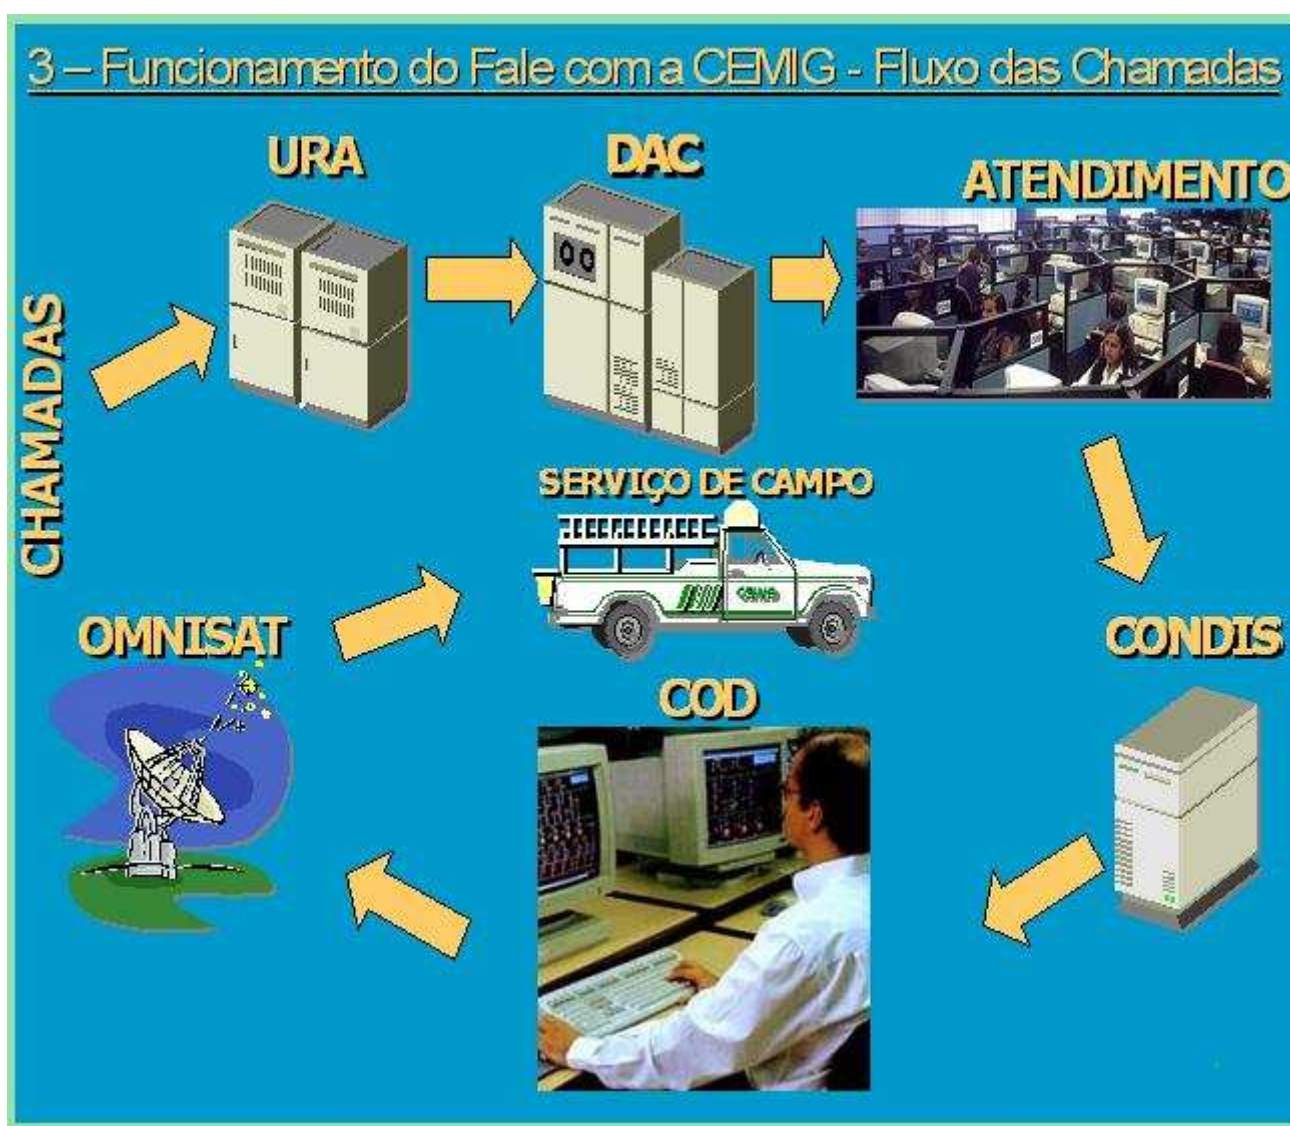 3 – Funcionamento do Fale com a CEMIG - Fluxo das Chamadas
URA
DAC
ATENDIMENTO
CHAMADAS
SERVIÇO DE CAMPO
OMNISAT
COD
CONDIS